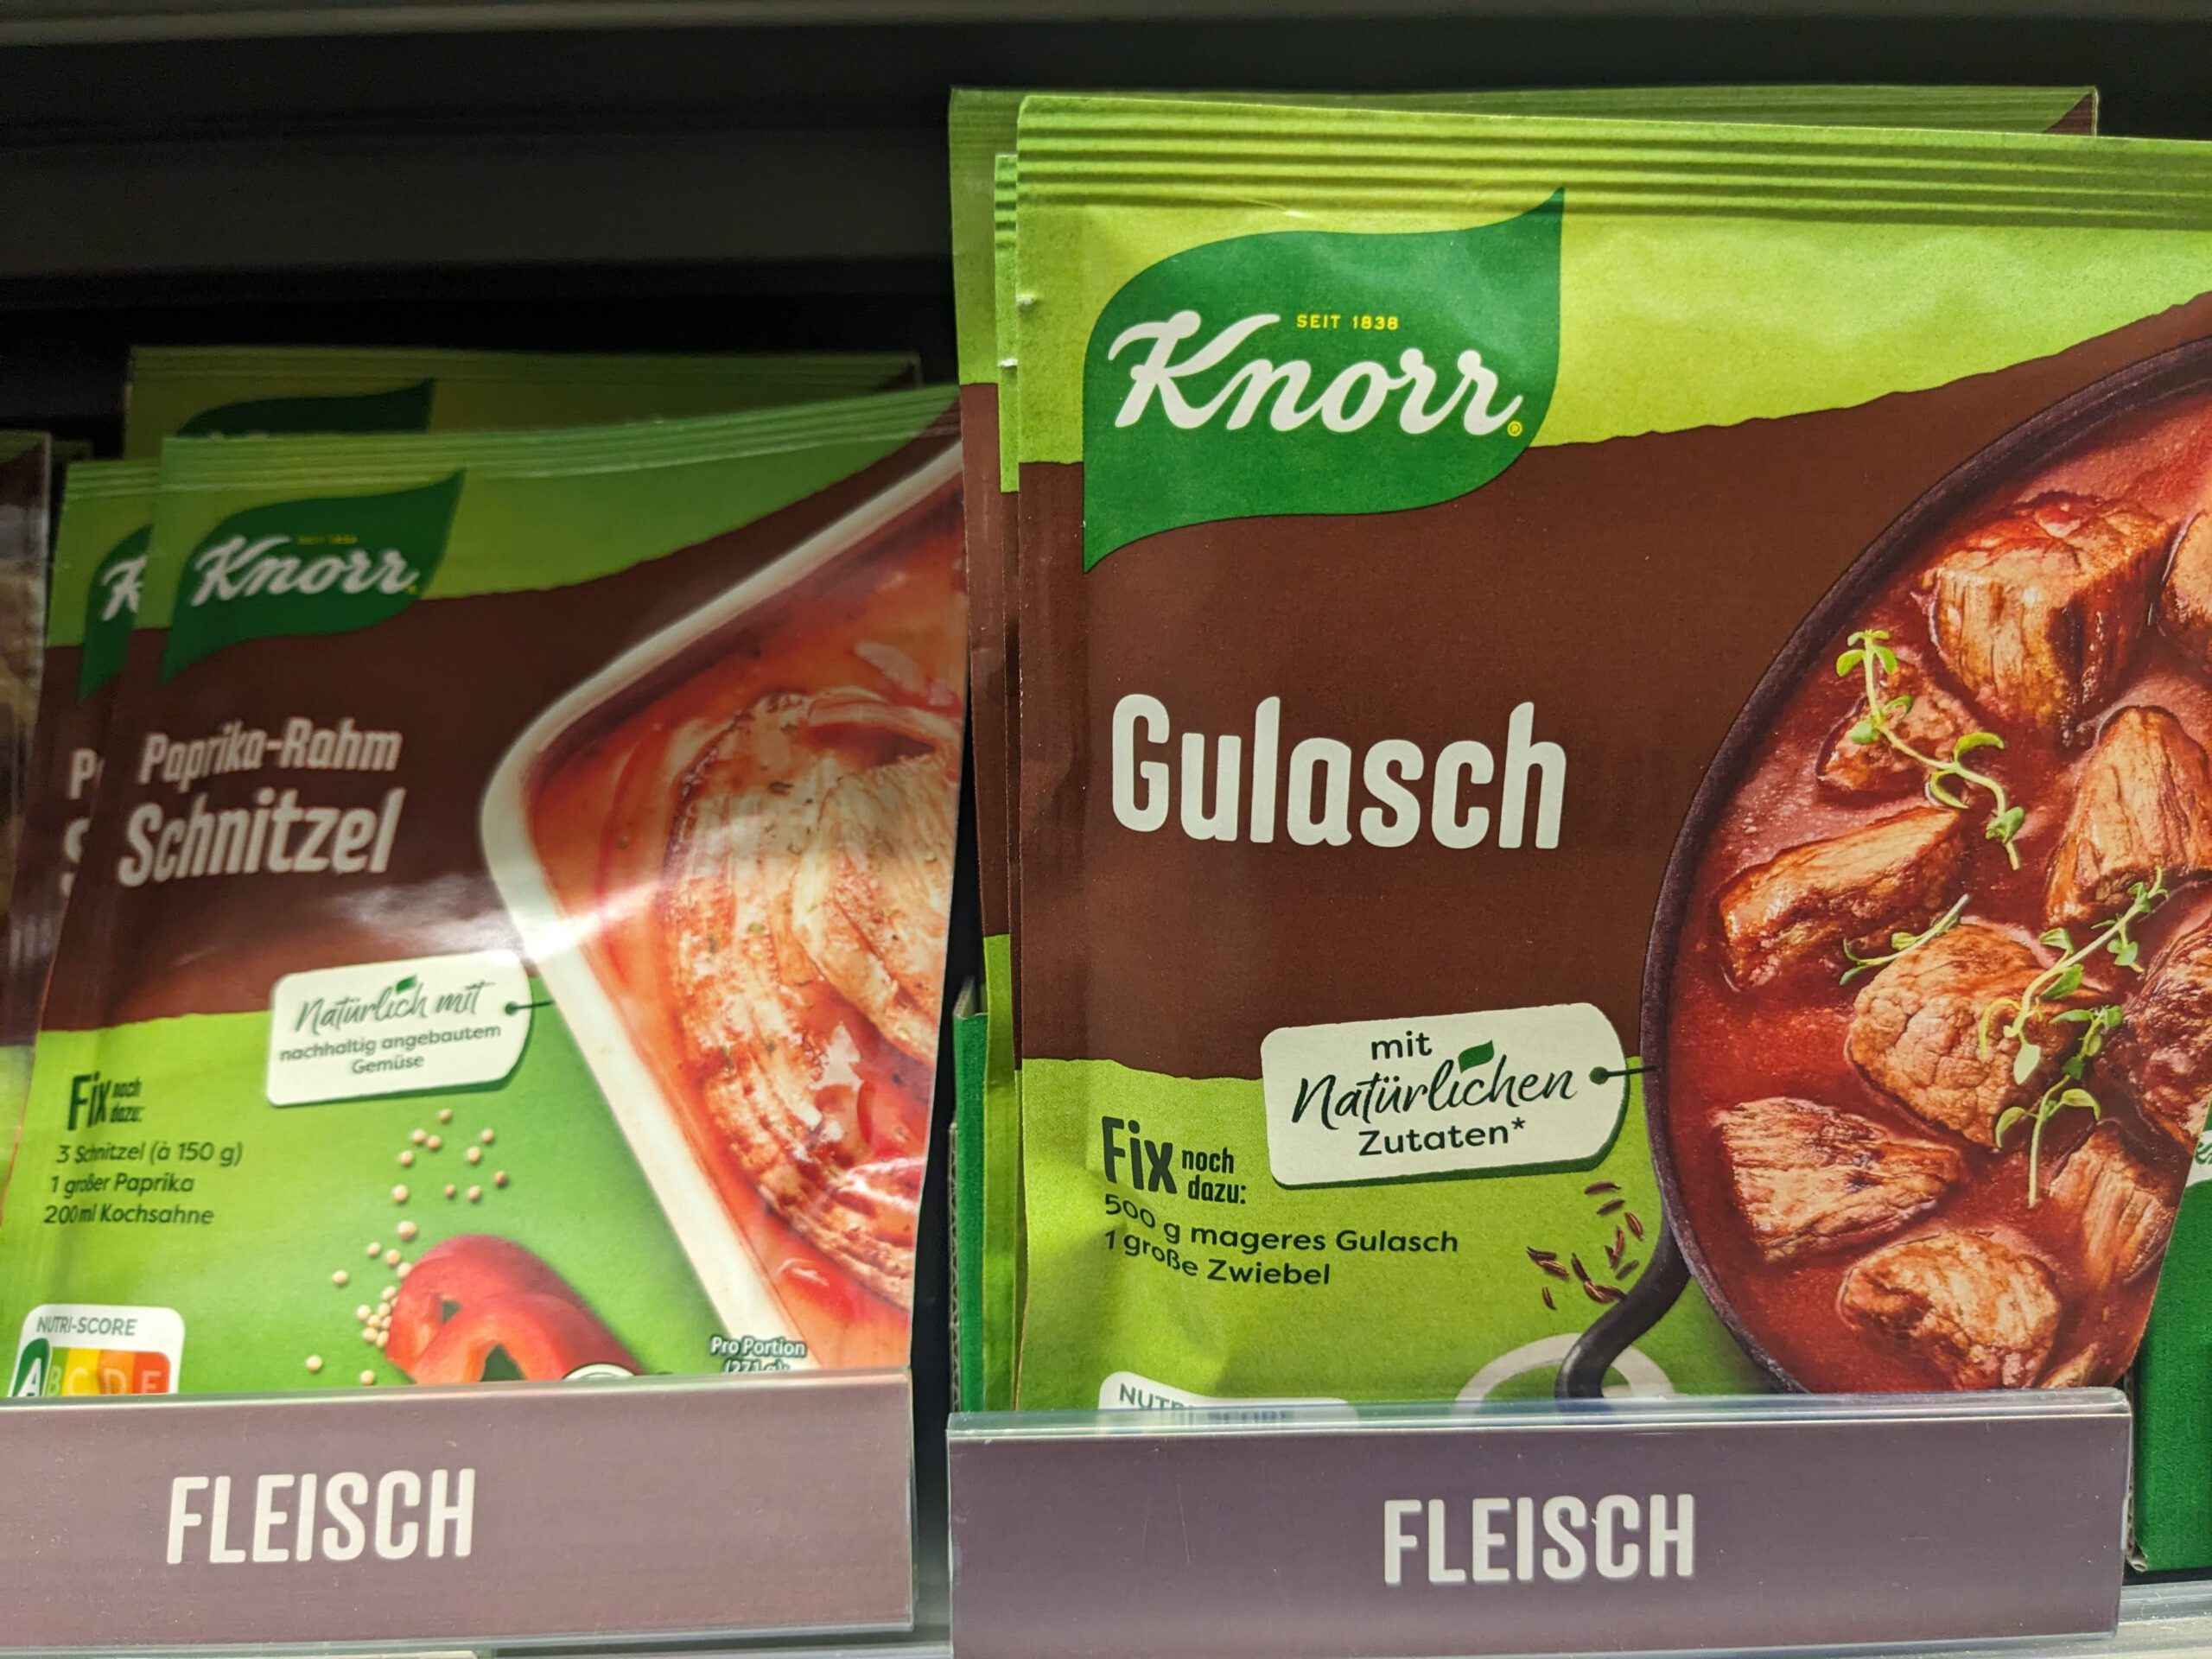 Knorr
Paprika-Rahm
Schnitzel
Natürlich mit
nachhaltig angebautem
Gemüse
Fix noch
dazu:
3 Schnitzel (à 150 g)
1 großer Paprika
200ml Kochsahne
NUTRI-SCORE
A B C D E
Pro Portion
FLEISCH
SEIT 1838
Knorr®
Gulasch
mit
Natürlichen
Zutaten*
Fix noch
dazu:
500 g mageres Gulasch
1 große Zwiebel
FLEISCH